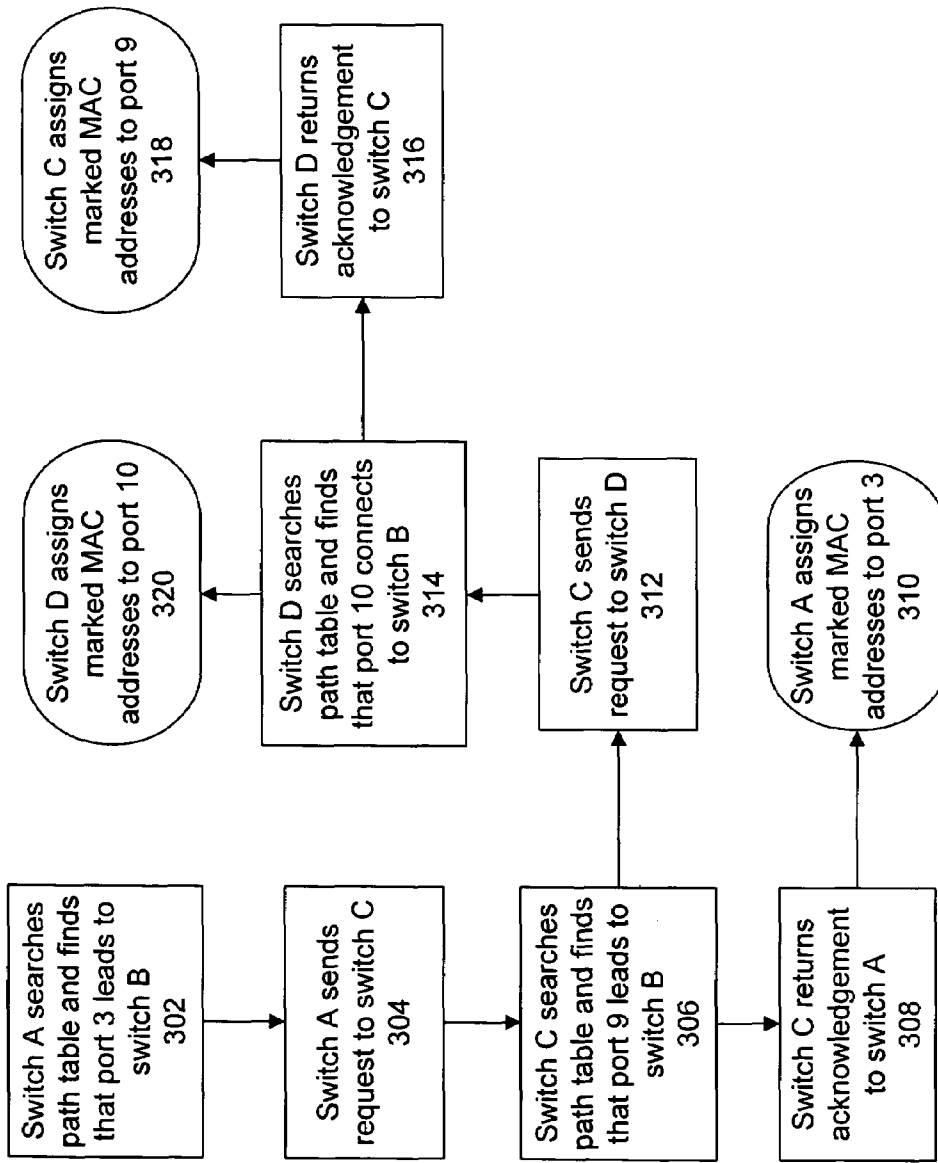 Switch A searches
path table and finds
that port 3 leads to
switch B
302
Switch A sends
request to switch C
304
Switch C searches
path table and finds
that port 9 leads to
switch B
306
Switch C returns
acknowledgement
to switch A
308
Switch A assigns
marked MAC
addresses to port 3
310
Switch C sends
request to switch D
312
Switch D searches
path table and finds
that port 10 connects
to switch B
314
Switch D returns
acknowledgement
to switch C
316
Switch C assigns
marked MAC
addresses to port 9
318
Switch D assigns
marked MAC
addresses to port 10
320